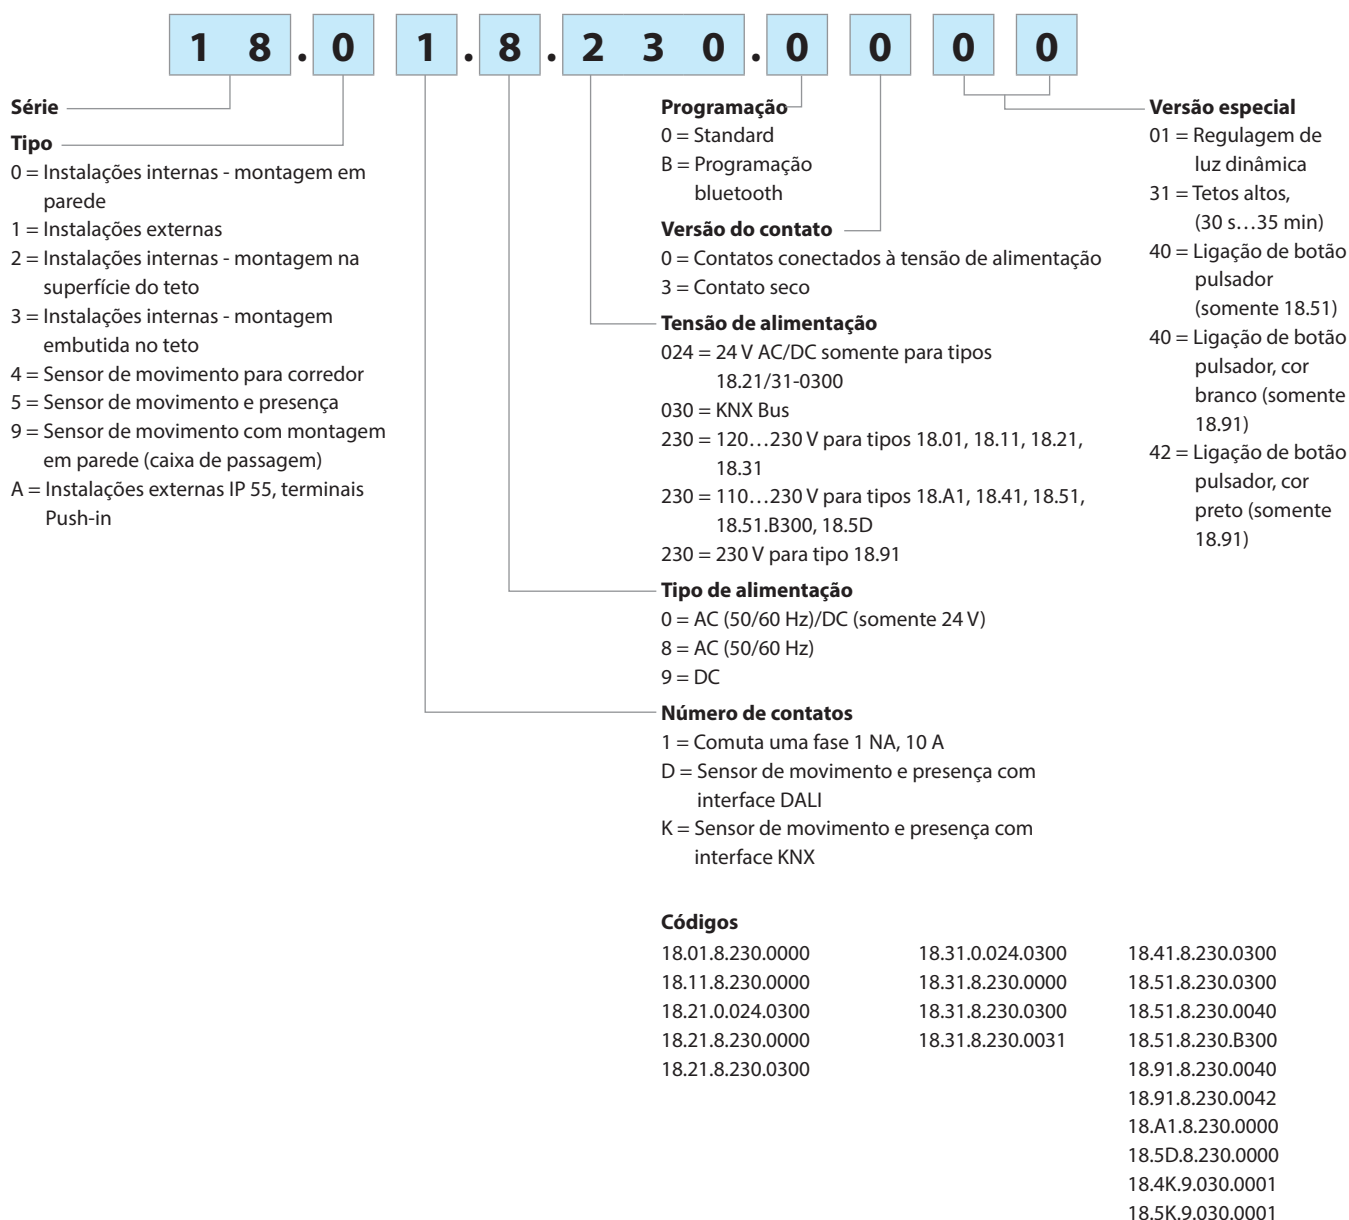 1 8 . 0 1 . 8 . 2 3 0 . 0 0 0 0
Série
Tipo
0 = Instalações internas - montagem em
parede
1 = Instalações externas
2 = Instalações internas - montagem na
superfície do teto
3 = Instalações internas - montagem
embutida no teto
4 = Sensor de movimento para corredor
5 = Sensor de movimento e presença
9 = Sensor de movimento com montagem
em parede (caixa de passagem)
A = Instalações externas IP 55, terminais
Push-in
Programação
0 = Standard
B = Programação
bluetooth
Versão do contato
0 = Contatos conectados à tensão de alimentação
3 = Contato seco
Tensão de alimentação
024 = 24 V AC/DC somente para tipos
18.21/31-0300
030 = KNX Bus
230 = 120…230 V para tipos 18.01, 18.11, 18.21,
18.31
230 = 110…230 V para tipos 18.A1, 18.41, 18.51,
18.51.B300, 18.5D
230 = 230 V para tipo 18.91
Tipo de alimentação
0 = AC (50/60 Hz)/DC (somente 24 V)
8 = AC (50/60 Hz)
9 = DC
Número de contatos
1 = Comuta uma fase 1 NA, 10 A
D = Sensor de movimento e presença com
interface DALI
K = Sensor de movimento e presença com
interface KNX
Versão especial
01 = Regulagem de
luz dinâmica
31 = Tetos altos,
(30 s…35 min)
40 = Ligação de botão
pulsador
(somente 18.51)
40 = Ligação de botão
pulsador, cor
branco (somente
18.91)
42 = Ligação de botão
pulsador, cor
preto (somente
18.91)
Códigos
18.01.8.230.0000
18.11.8.230.0000
18.21.0.024.0300
18.21.8.230.0000
18.21.8.230.0300
18.31.0.024.0300
18.31.8.230.0000
18.31.8.230.0300
18.31.8.230.0031
18.41.8.230.0300
18.51.8.230.0300
18.51.8.230.0040
18.51.8.230.B300
18.91.8.230.0040
18.91.8.230.0042
18.A1.8.230.0000
18.5D.8.230.0000
18.4K.9.030.0001
18.5K.9.030.0001